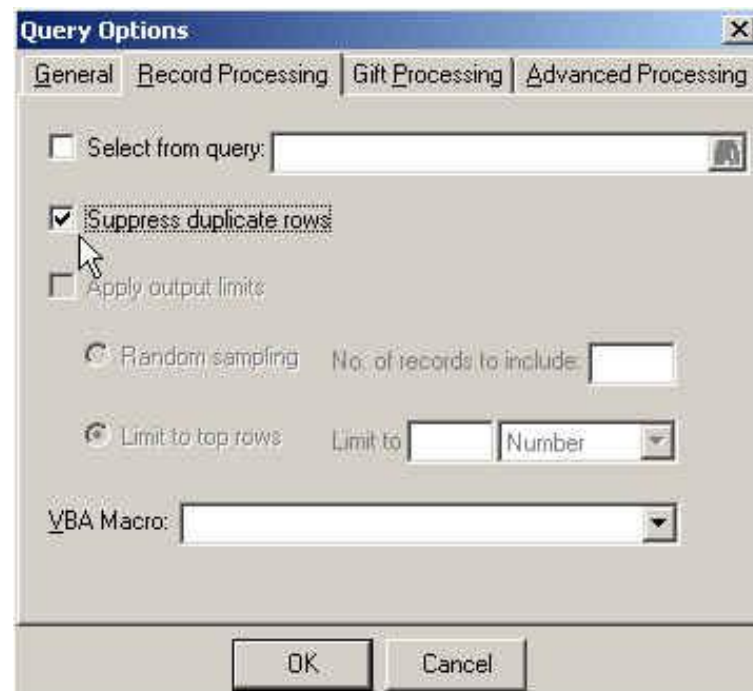 Query Options
General Record Processing Gift Processing Advanced Processing
Select from query:
Suppress duplicate rows
Apply output limits
Random sampling No. of records to include:
Limit to top rows Limit to Number
VBA Macro:
OK Cancel